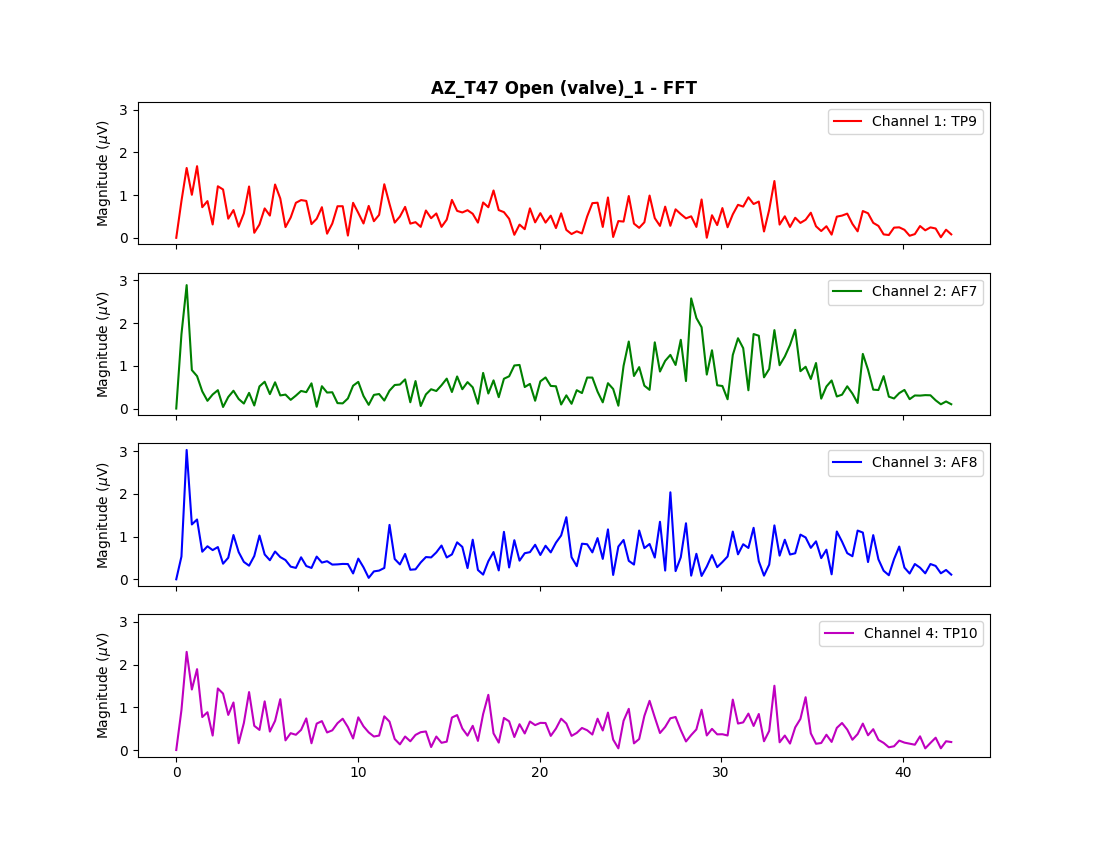 AZ_T47 Open (valve)_1 - FFT
3
2
1
0
Magnitude (μV)
Channel 1: TP9
3
2
1
0
Magnitude (μV)
Channel 2: AF7
3
2
1
0
Magnitude (μV)
Channel 3: AF8
3
2
1
0
Magnitude (μV)
Channel 4: TP10
0 10 20 30 40